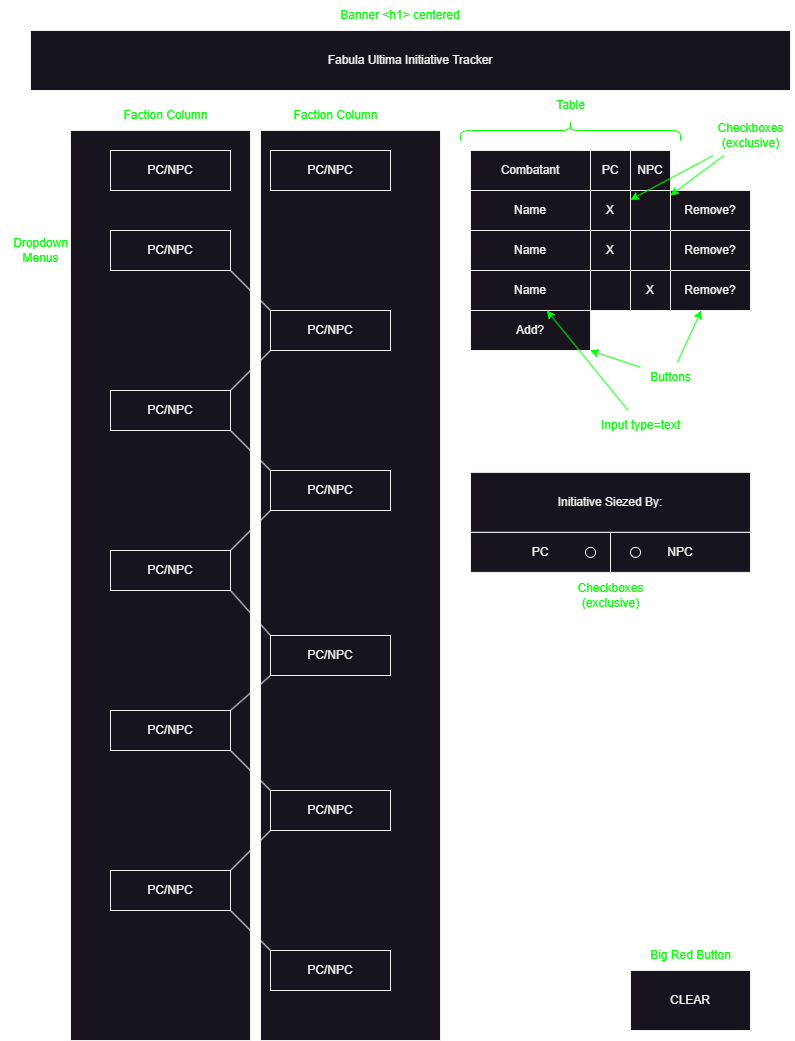 Banner <h1> centered
Fabula Ultima Initiative Tracker
Faction Column
Faction Column
PC/NPC
PC/NPC
Dropdown
Menus
PC/NPC
PC/NPC
PC/NPC
PC/NPC
PC/NPC
PC/NPC
PC/NPC
PC/NPC
PC/NPC
PC/NPC
Table
Checkboxes
(exclusive)
Combatant PC NPC
Name X Remove?
Name X Remove?
Name X Remove?
Add?
Buttons
Input type=text
Initiative Siezed By:
PC NPC
Checkboxes
(exclusive)
Big Red Button
CLEAR